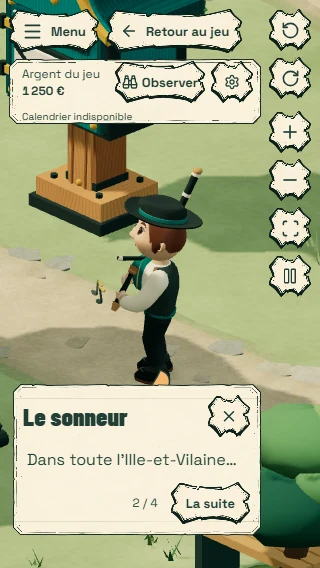 Menu
Retour au jeu
Argent du jeu
1 250 €
Observer
Calendrier indisponible
Le sonneur
Dans toute l'Ille-et-Vilaine...
2 / 4
La suite